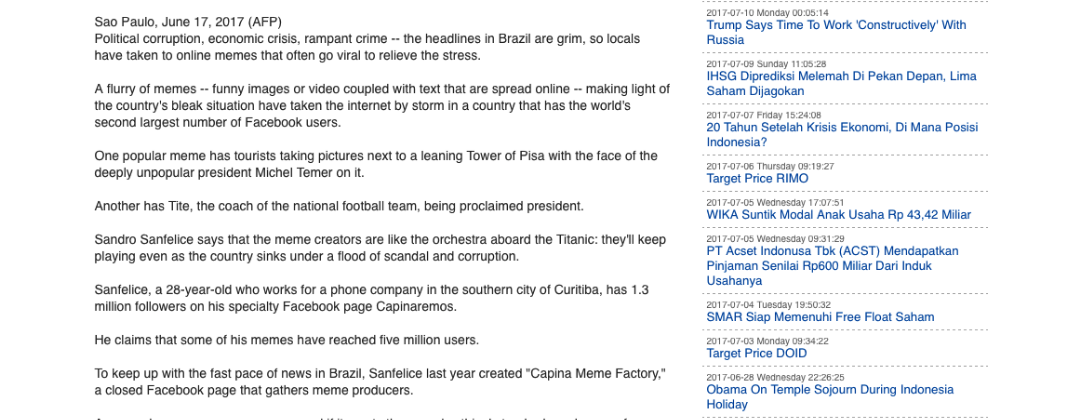 Sao Paulo, June 17, 2017 (AFP)
Political corruption, economic crisis, rampant crime -- the headlines in Brazil are grim, so locals
have taken to online memes that often go viral to relieve the stress.
A flurry of memes -- funny images or video coupled with text that are spread online -- making light of
the country's bleak situation have taken the internet by storm in a country that has the world's
second largest number of Facebook users.
One popular meme has tourists taking pictures next to a leaning Tower of Pisa with the face of the
deeply unpopular president Michel Temer on it.
Another has Tite, the coach of the national football team, being proclaimed president.
Sandro Sanfelice says that the meme creators are like the orchestra aboard the Titanic: they'll keep
playing even as the country sinks under a flood of scandal and corruption.
Sanfelice, a 28-year-old who works for a phone company in the southern city of Curitiba, has 1.3
million followers on his specialty Facebook page Capinaremos.
He claims that some of his memes have reached five million users.
To keep up with the fast pace of news in Brazil, Sanfelice last year created "Capina Meme Factory,"
a closed Facebook page that gathers meme producers.
2017-07-10 Monday 00:05:14
Trump Says Time To Work 'Constructively' With
Russia
2017-07-09 Sunday 11:05:28
IHSG Diprediksi Melemah Di Pekan Depan, Lima
Saham Dijagokan
2017-07-07 Friday 15:24:08
20 Tahun Setelah Krisis Ekonomi, Di Mana Posisi
Indonesia?
2017-07-06 Thursday 09:19:27
Target Price RIMO
2017-07-05 Wednesday 17:07:51
WIKA Suntik Modal Anak Usaha Rp 43,42 Miliar
2017-07-05 Wednesday 09:31:29
PT Acset Indonusa Tbk (ACST) Mendapatkan
Pinjaman Senilai Rp600 Miliar Dari Induk
Usahanya
2017-07-04 Tuesday 19:50:32
SMAR Siap Memenuhi Free Float Saham
2017-07-03 Monday 09:34:22
Target Price DOID
2017-06-28 Wednesday 22:26:25
Obama On Temple Sojourn During Indonesia
Holiday